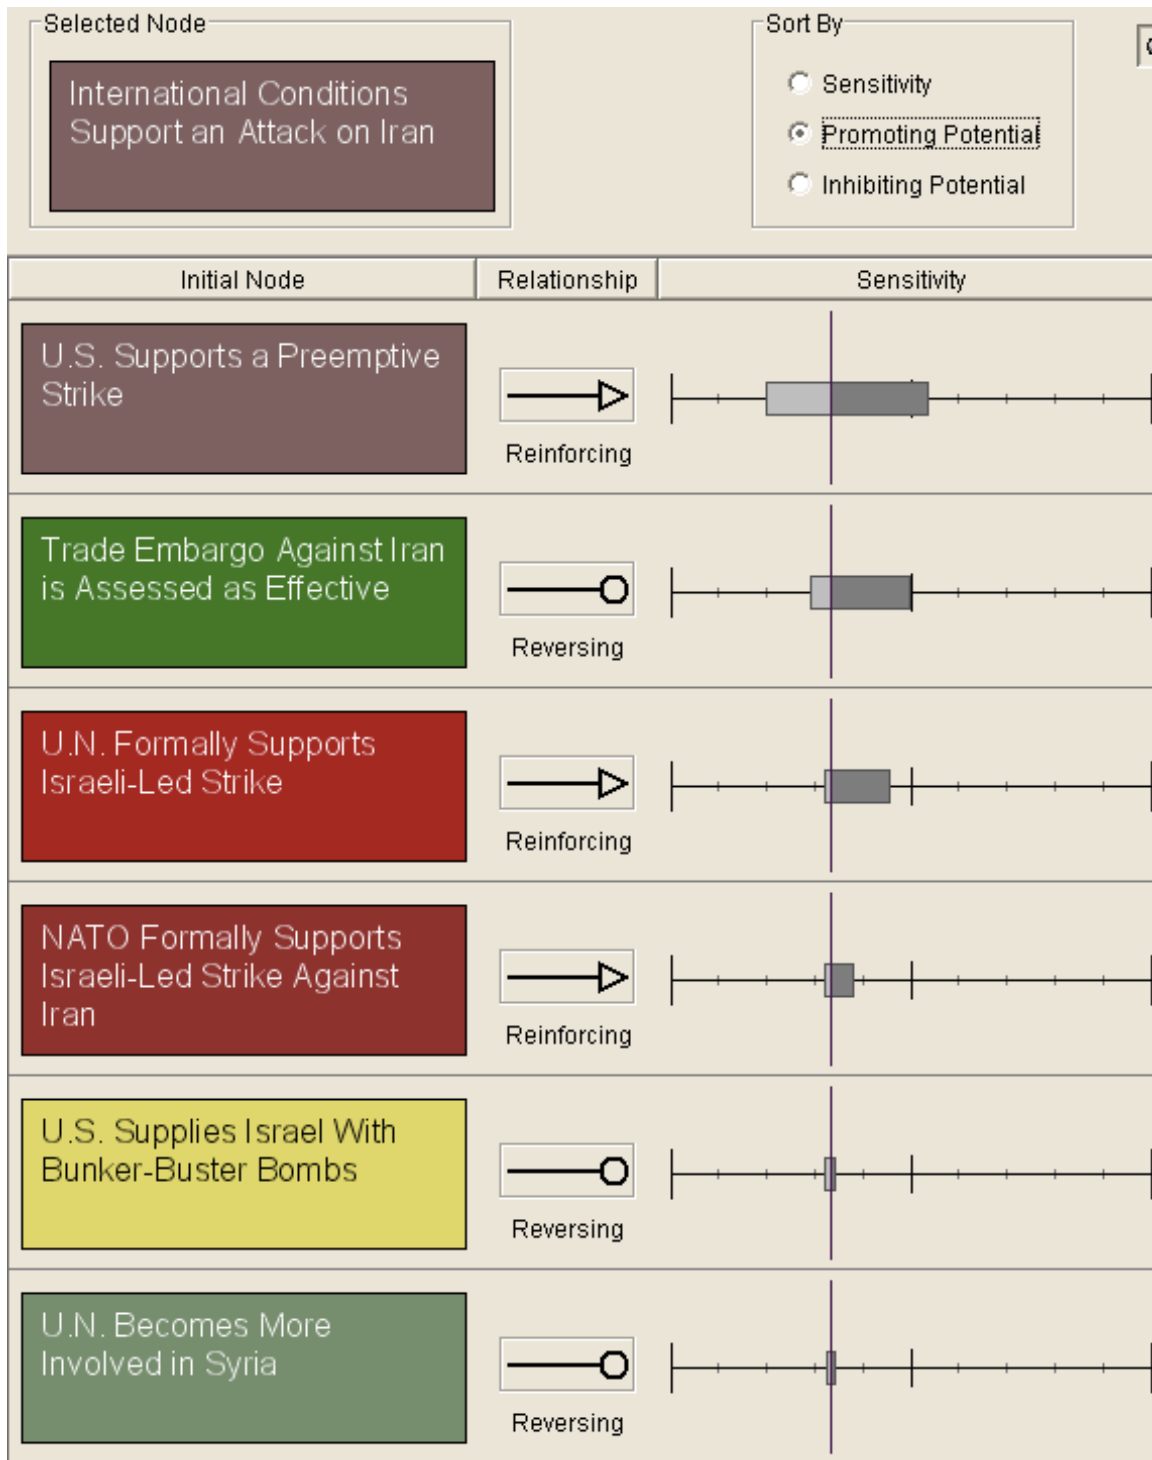 Selected Node
International Conditions
Support an Attack on Iran
Sort By
Sensitivity
Promoting Potential
Inhibiting Potential
Initial Node
Relationship
Sensitivity
U.S. Supports a Preemptive
Strike
Reinforcing
Trade Embargo Against Iran
is Assessed as Effective
Reversing
U.N. Formally Supports
Israeli-Led Strike
Reinforcing
NATO Formally Supports
Israeli-Led Strike Against
Iran
Reinforcing
U.S. Supplies Israel With
Bunker-Buster Bombs
Reversing
U.N. Becomes More
Involved in Syria
Reversing